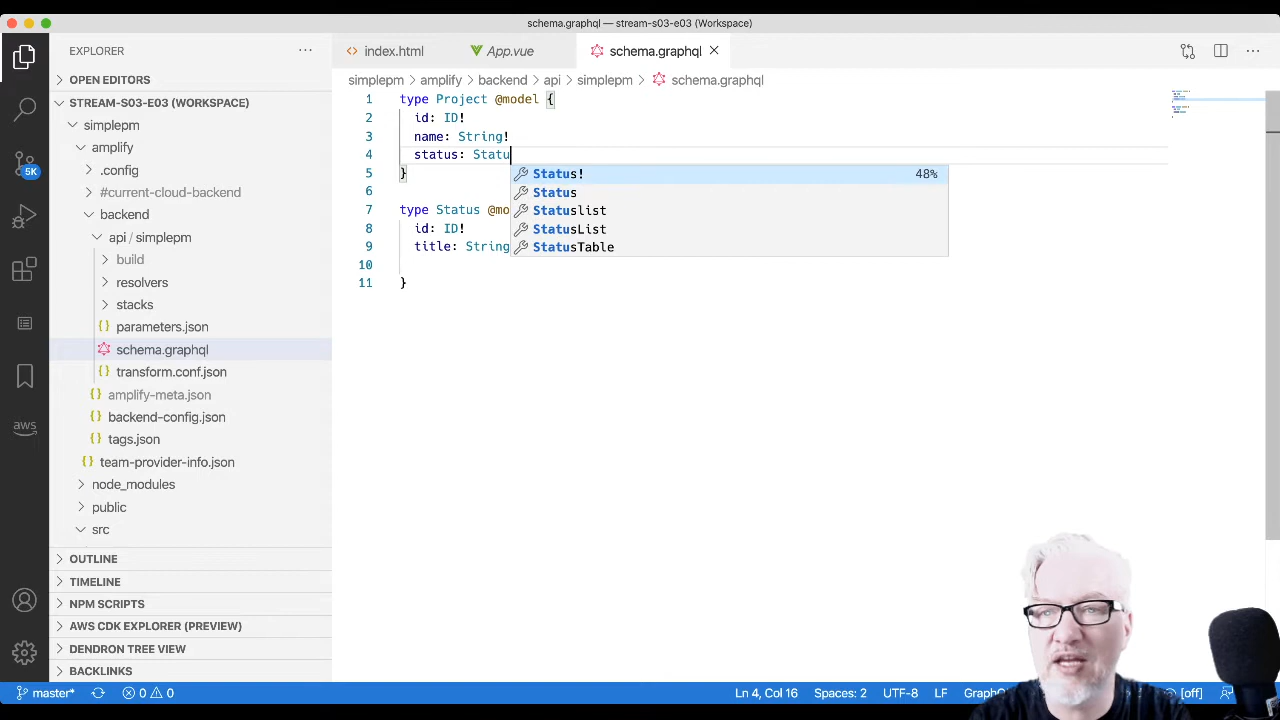 schema.graphql — stream-s03-e03 (Workspace)
EXPLORER
index.html
App.vue
schema.graphql
OPEN EDITORS
simplepm
amplify
backend
api
simplepm
schema.graphql
STREAM-S03-E03 (WORKSPACE)
simplepm
amplify
.config
#current-cloud-backend
backend
api / simplepm
build
resolvers
stacks
parameters.json
schema.graphql
transform.conf.json
amplify-meta.json
backend-config.json
tags.json
team-provider-info.json
node_modules
public
src
OUTLINE
TIMELINE
NPM SCRIPTS
AWS CDK EXPLORER (PREVIEW)
DENDRON TREE VIEW
BACKLINKS
5K
aws
1 type Project @model {
2 id: ID!
3 name: String!
4 status: Statu
5 }
6
7 type Status @mo
8 id: ID!
9 title: String
10
11 }
Status! 48%
Status
Statuslist
StatusList
StatusTable
master*
0 0
Ln 4, Col 16
Spaces: 2
UTF-8
LF
GraphQ
[off]